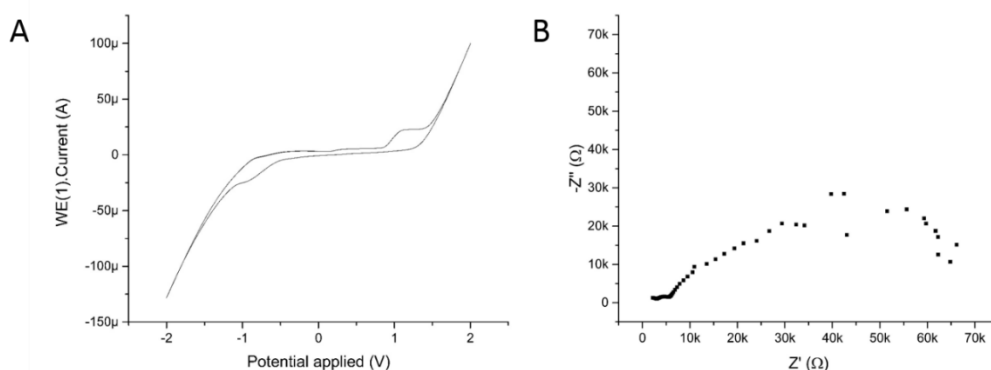 A
WE(1).Current (A)
100µ
50µ
0
-50µ
-100µ
-150µ
-2
-1
0
1
2
Potential applied (V)
B
-Z'' (Ω)
70k
60k
50k
40k
30k
20k
10k
0
0
10k
20k
30k
40k
50k
60k
70k
Z' (Ω)